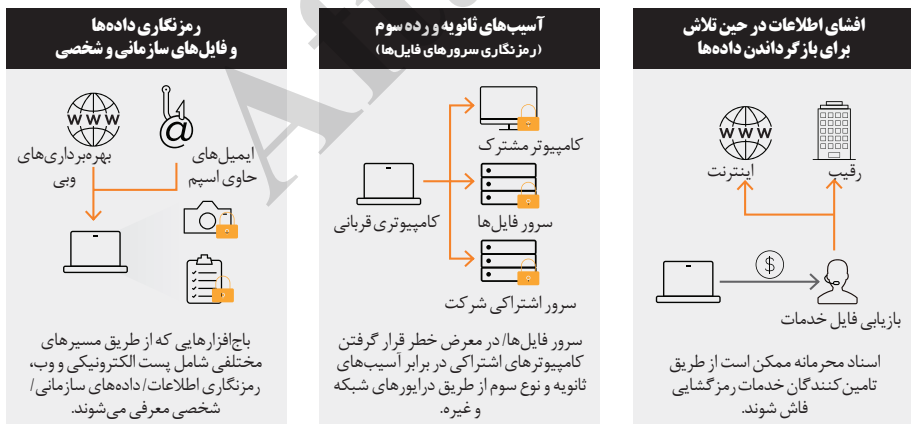 افشای اطلاعات در حین تلاش
برای بازگرداندن داده‌ها
WWW
اینترنت
رقیب
$
بازیابی فایل خدمات
اسناد محرمانه ممکن است از طریق
تامین‌کنندگان خدمات رمزگشایی
فاش شوند.
آسیب‌های ثانویه و رده سوم
(رمزنگاری سرورهای فایل‌ها)
کامپیوتر مشترک
کامپیوتری قربانی
سرور فایل‌ها
سرور اشتراکی شرکت
سرور فایل‌ها/ در معرض خطر قرار گرفتن
کامپیوترهای اشتراکی در برابر آسیب‌های
ثانویه و نوع سوم از طریق درایورهای شبکه
و غیره.
رمزنگاری داده‌ها
و فایل‌های سازمانی و شخصی
WWW
@
بهره‌برداری‌های
وبی
ایمیل‌های
حاوی اسپم
باج‌افزارهایی که از طریق مسیرهای
مختلفی شامل پست الکترونیکی و وب،
رمزنگاری اطلاعات/ داده‌های سازمانی/
شخصی معرفی می‌شوند.